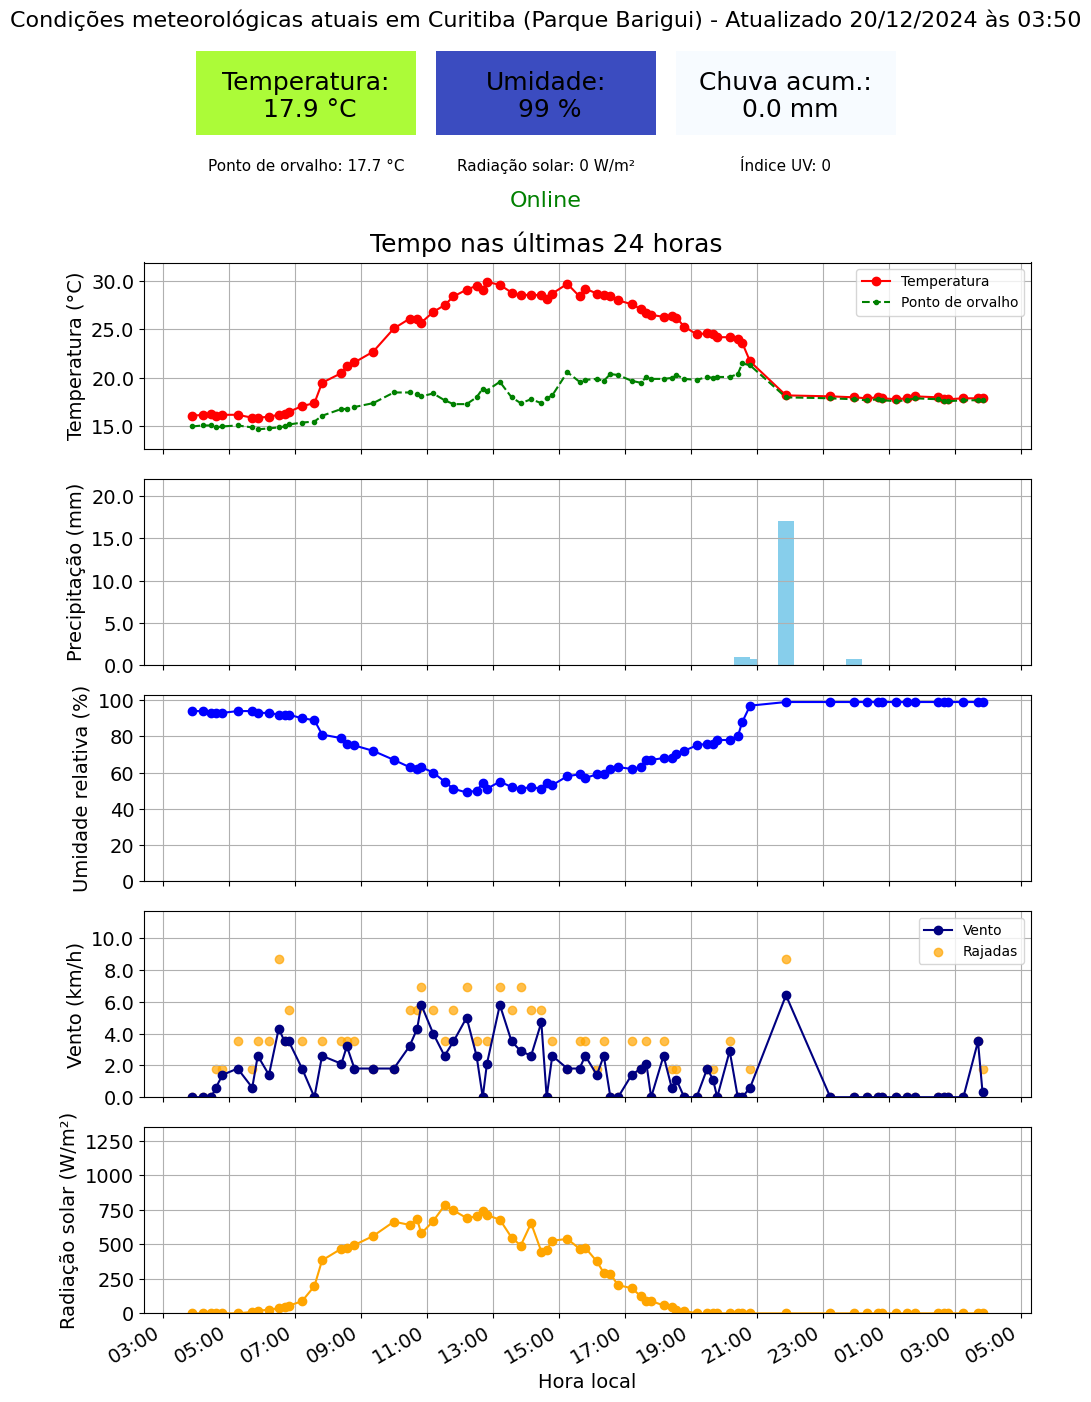 Condições meteorológicas atuais em Curitiba (Parque Barigui) - Atualizado 20/12/2024 às 03:50
Temperatura:
17.9 °C
Umidade:
99 %
Chuva acum.:
0.0 mm
Ponto de orvalho: 17.7 °C
Radiação solar: 0 W/m²
Índice UV: 0
Online
Tempo nas últimas 24 horas
Temperatura (°C)
30.0
25.0
20.0
15.0
Temperatura
Ponto de orvalho
Precipitação (mm)
20.0
15.0
10.0
5.0
0.0
Umidade relativa (%)
100
80
60
40
20
0
Vento (km/h)
10.0
8.0
6.0
4.0
2.0
0.0
Vento
Rajadas
Radiação solar (W/m²)
1250
1000
750
500
250
0
03:00
05:00
07:00
09:00
11:00
13:00
15:00
17:00
19:00
21:00
23:00
01:00
03:00
05:00
Hora local